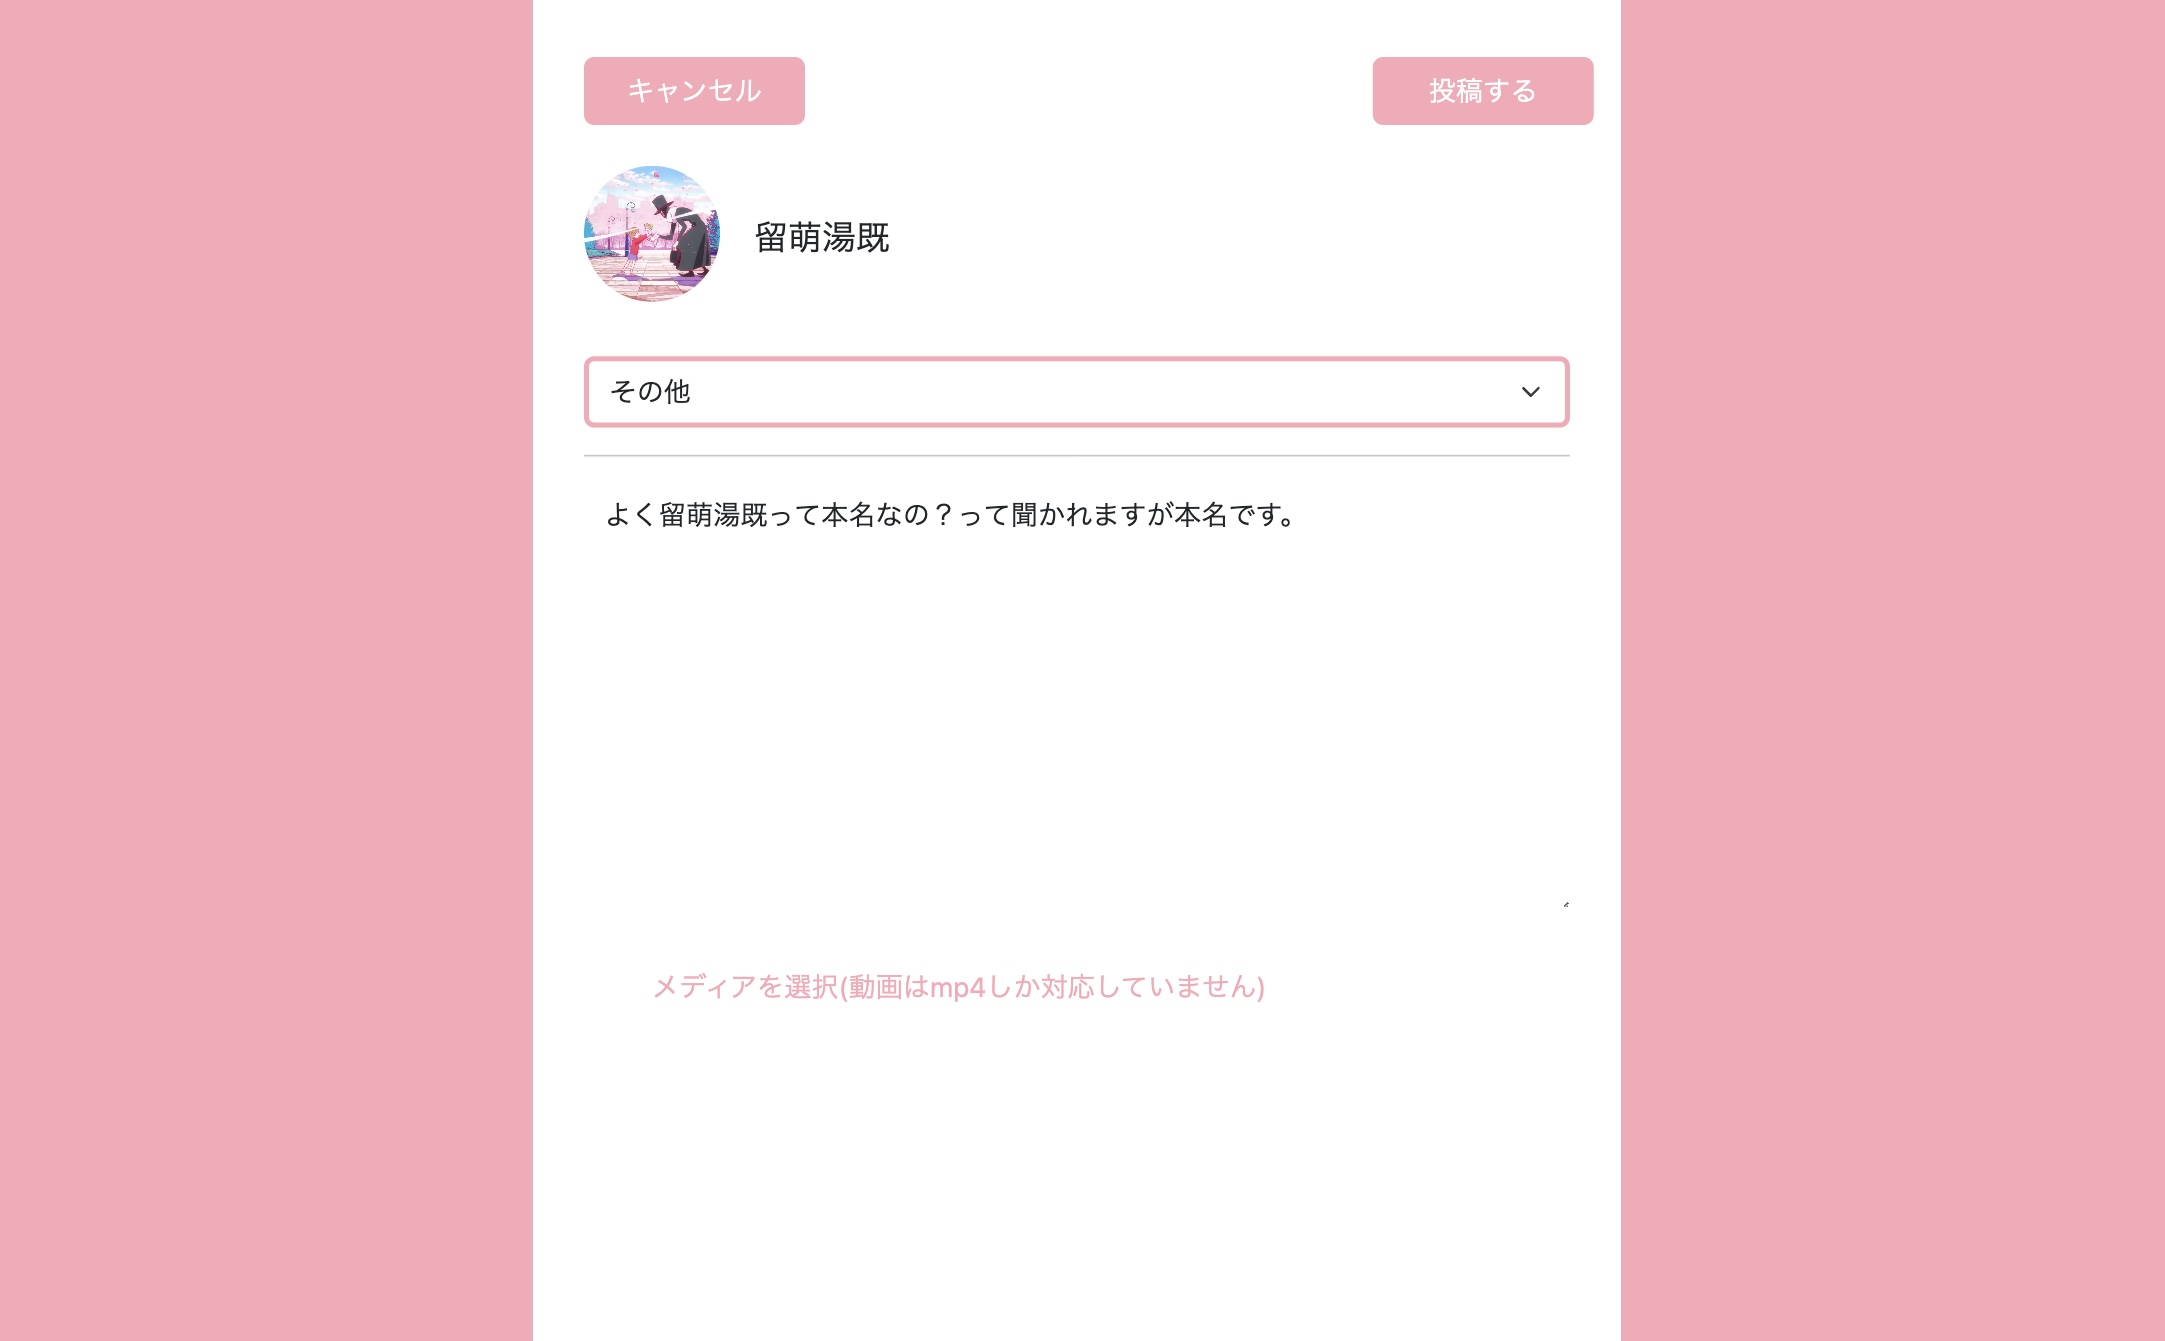 キャンセル
投稿する
留萌湯既
その他
よく留萌湯既って本名なの？って聞かれますが本名です。
メディアを選択(動画はmp4しか対応していません)